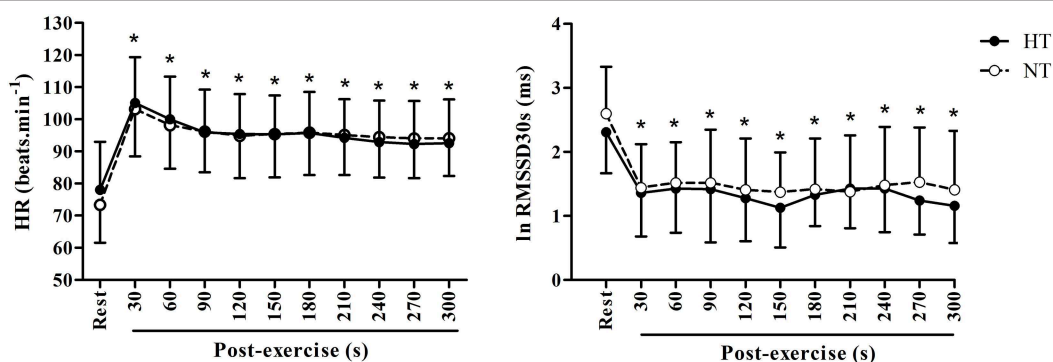 130
120
110
100
90
80
70
60
50
HR (beats.min⁻¹)
* * * * * * * * * *
Rest 30 60 90 120 150 180 210 240 270 300
Post-exercise (s)
4
3
2
1
0
ln RMSSD30s (ms)
* * * * * * * * * *
Rest 30 60 90 120 150 180 210 240 270 300
Post-exercise (s)
HT
NT